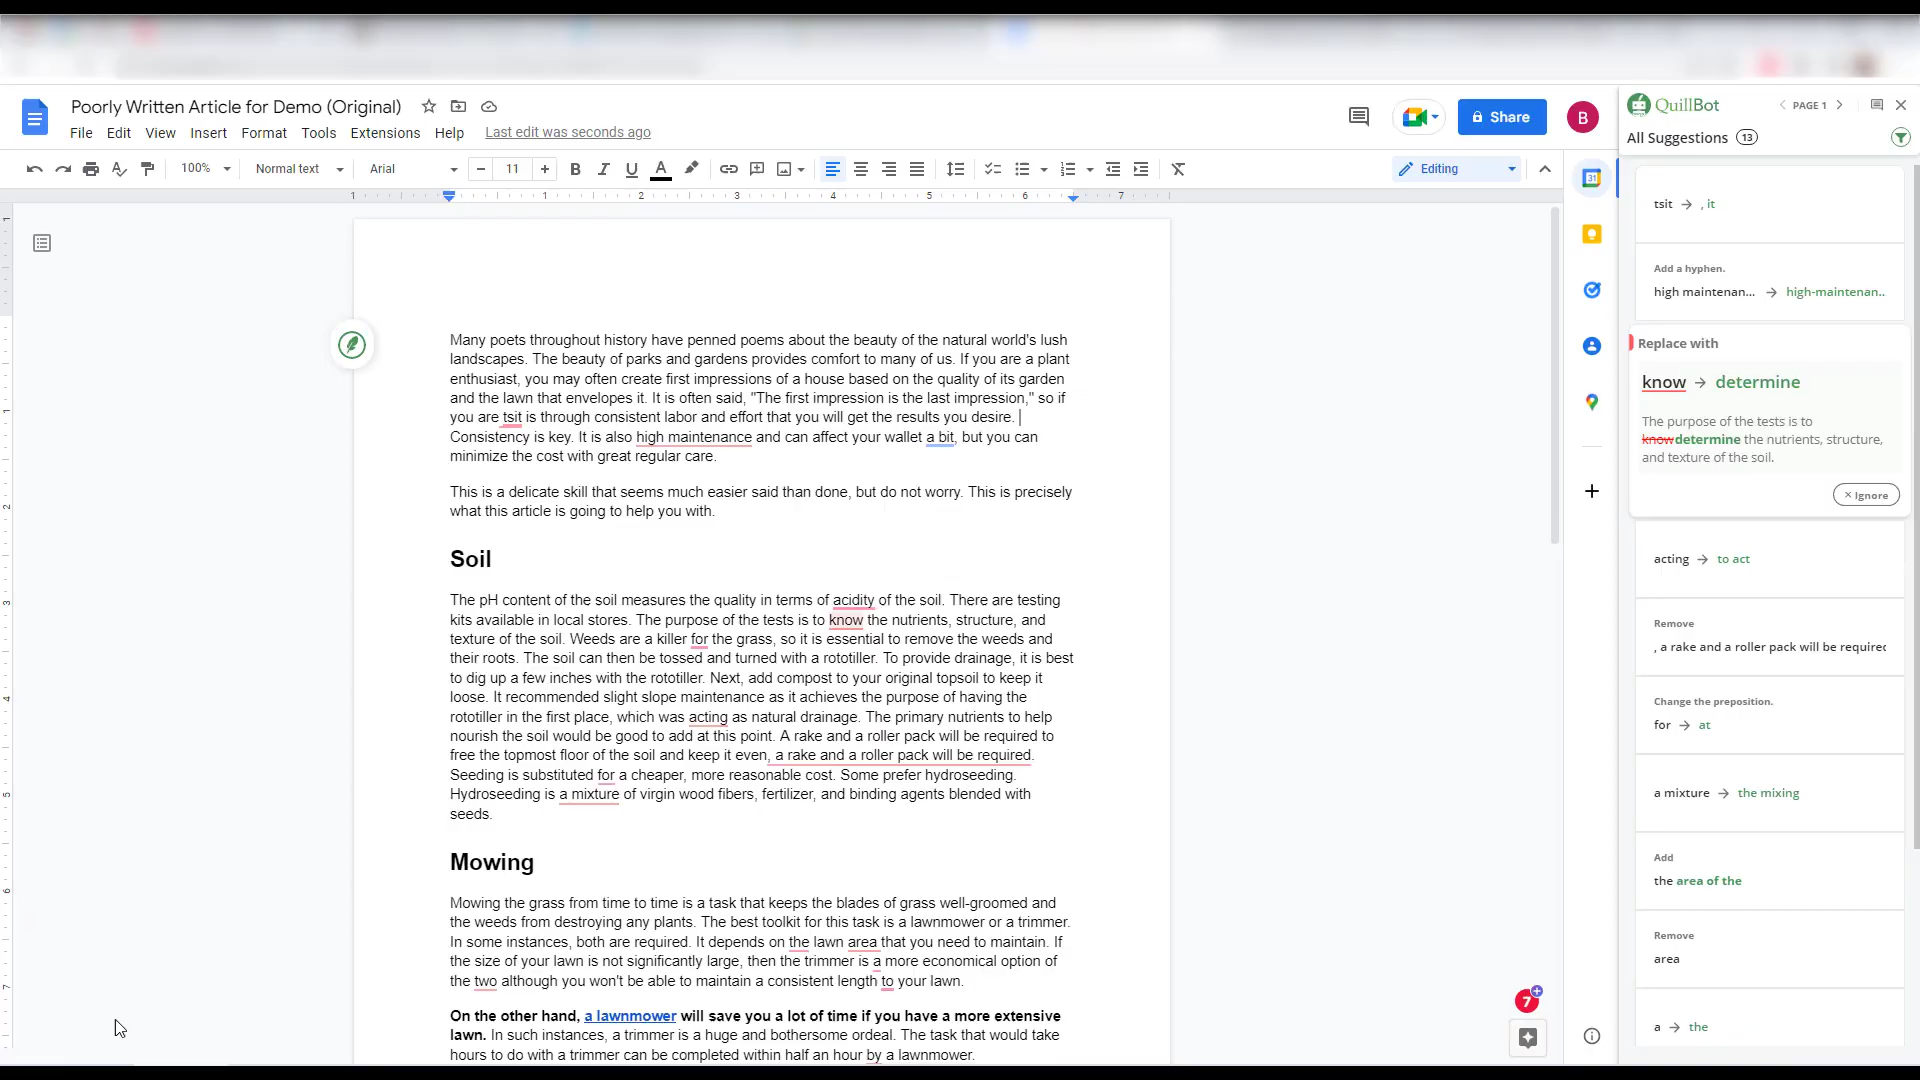 Poorly Written Article for Demo (Original)
File Edit View Insert Format Tools Extensions Help Last edit was seconds ago
Share
B
100% Normal text Arial 11 Editing
1 1 2 3 4 5 6 7
Many poets throughout history have penned poems about the beauty of the natural world's lush
landscapes. The beauty of parks and gardens provides comfort to many of us. If you are a plant
enthusiast, you may often create first impressions of a house based on the quality of its garden
and the lawn that envelopes it. It is often said, "The first impression is the last impression," so if
you are tsit is through consistent labor and effort that you will get the results you desire.
Consistency is key. It is also high maintenance and can affect your wallet a bit, but you can
minimize the cost with great regular care.
This is a delicate skill that seems much easier said than done, but do not worry. This is precisely
what this article is going to help you with.
Soil
The pH content of the soil measures the quality in terms of acidity of the soil. There are testing
kits available in local stores. The purpose of the tests is to know the nutrients, structure, and
texture of the soil. Weeds are a killer for the grass, so it is essential to remove the weeds and
their roots. The soil can then be tossed and turned with a rototiller. To provide drainage, it is best
to dig up a few inches with the rototiller. Next, add compost to your original topsoil to keep it
loose. It recommended slight slope maintenance as it achieves the purpose of having the
rototiller in the first place, which was acting as natural drainage. The primary nutrients to help
nourish the soil would be good to add at this point. A rake and a roller pack will be required to
free the topmost floor of the soil and keep it even, a rake and a roller pack will be required.
Seeding is substituted for a cheaper, more reasonable cost. Some prefer hydroseeding.
Hydroseeding is a mixture of virgin wood fibers, fertilizer, and binding agents blended with
seeds.
Mowing
Mowing the grass from time to time is a task that keeps the blades of grass well-groomed and
the weeds from destroying any plants. The best toolkit for this task is a lawnmower or a trimmer.
In some instances, both are required. It depends on the lawn area that you need to maintain. If
the size of your lawn is not significantly large, then the trimmer is a more economical option of
the two although you won't be able to maintain a consistent length to your lawn.
On the other hand, a lawnmower will save you a lot of time if you have a more extensive
lawn. In such instances, a trimmer is a huge and bothersome ordeal. The task that would take
hours to do with a trimmer can be completed within half an hour by a lawnmower.
1
1
2
3
4
5
6
7
31
7
QuillBot
PAGE 1
All Suggestions 13
tsit → , it
Add a hyphen.
high maintenan... → high-maintenan..
Replace with
know → determine
The purpose of the tests is to
knowdetermine the nutrients, structure,
and texture of the soil.
× Ignore
acting → to act
Remove
, a rake and a roller pack will be required
Change the preposition.
for → at
a mixture → the mixing
Add
the area of the
Remove
area
a → the